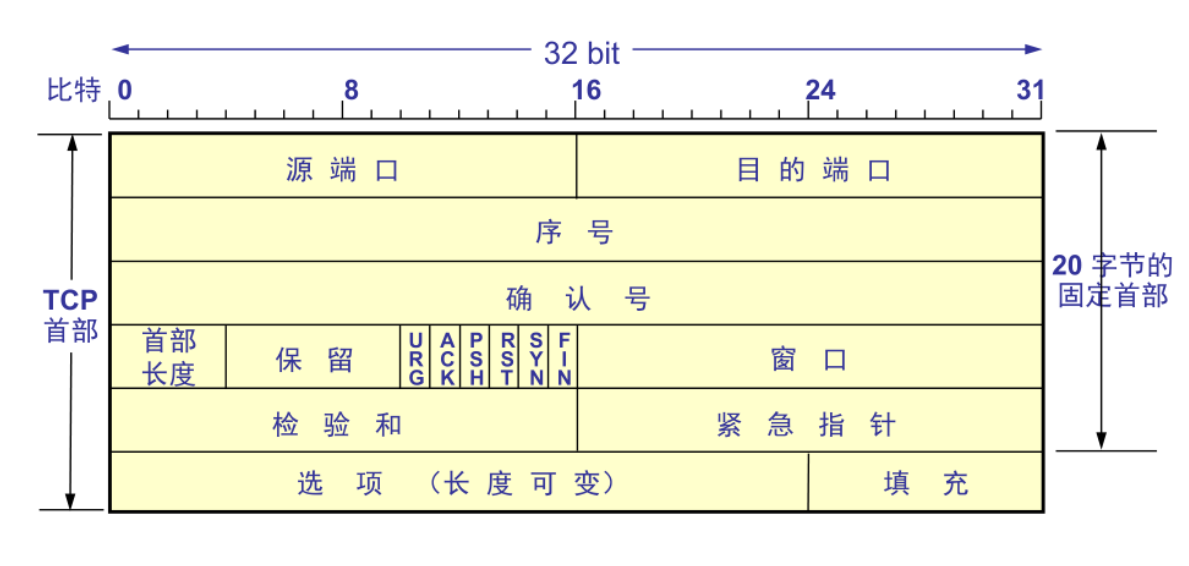 32 bit
比特 0 8 16 24 31
源端口 目的端口
序号
确认号
TCP
首部
20 字节的
固定首部
首部
长度
保留
URG
ACK
PSH
RST
SYN
FIN
窗口
检验和 紧急指针
选项（长度可变） 填充